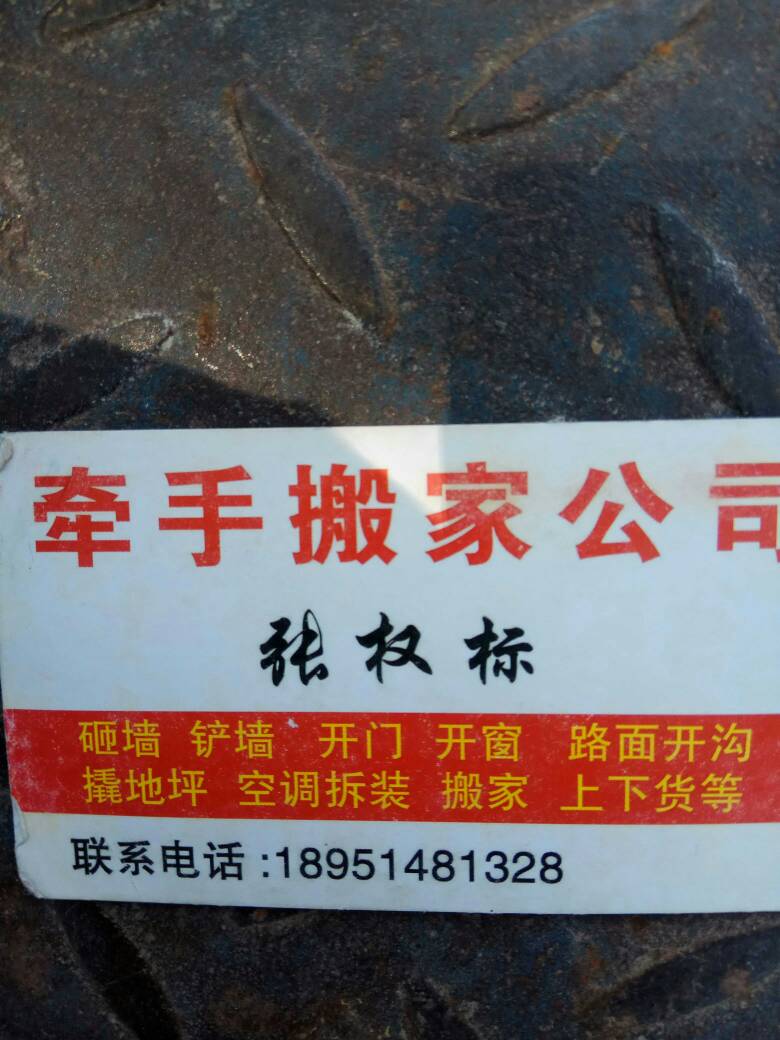 牵手搬家公司
张权标
砸墙 铲墙 开门 开窗 路面开沟
撬地坪 空调拆装 搬家 上下货等
联系电话:18951481328